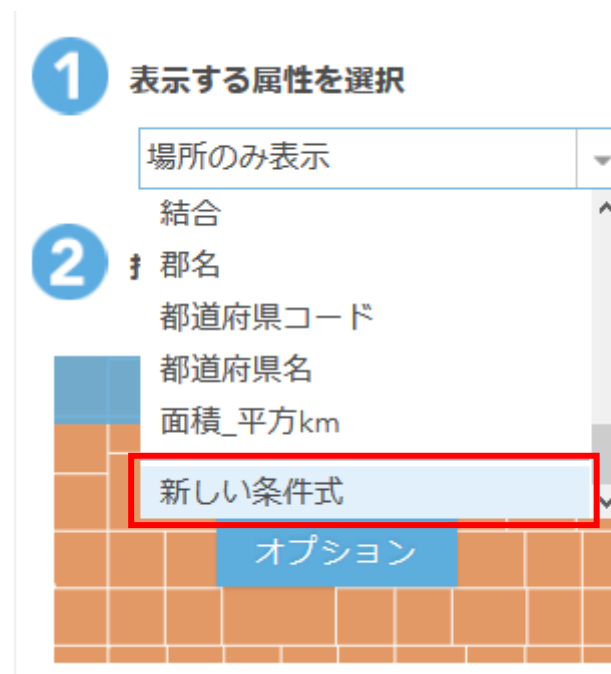 1 表示する属性を選択
場所のみ表示
結合
2
郡名
都道府県コード
都道府県名
面積_平方km
新しい条件式
オプション